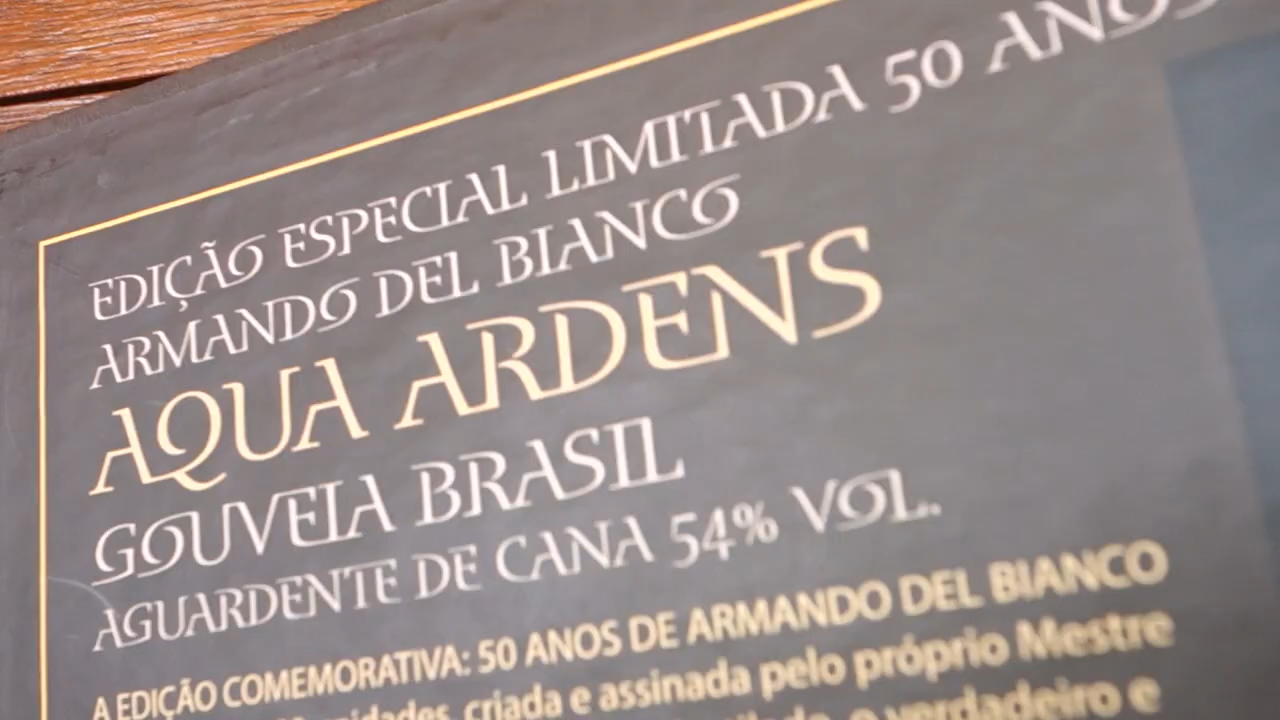 EDIÇÃO ESPECIAL LIMITADA 50 ANOS
ARMANDO DEL BIANCO
AQUA ARDENS
GOUVEIA BRASIL
AGUARDENTE DE CANA 54% VOL.
A EDIÇÃO COMEMORATIVA: 50 ANOS DE ARMANDO DEL BIANCO
criada e assinada pelo próprio Mestre
o verdadeiro e